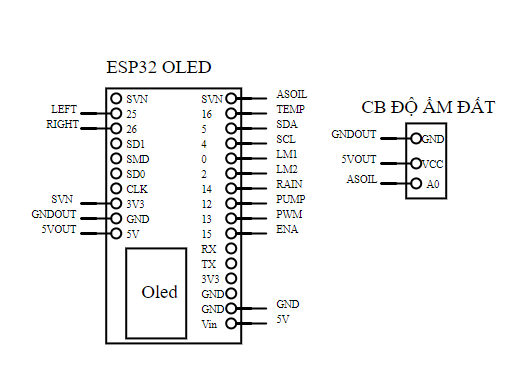 ESP32 OLED
SVN SVN ASOIL
LEFT 25 16 TEMP
RIGHT 26 5 SDA
SD1 4 SCL
SMD 0 LM1
SD0 2 LM2
CLK 14 RAIN
SVN 3V3 12 PUMP
GNDOUT GND 13 PWM
5VOUT 5V 15 ENA
RX
TX
3V3
GND
GND GND
Vin 5V
Oled
CB ĐỘ ẨM ĐẤT
GNDOUT GND
5VOUT VCC
ASOIL A0